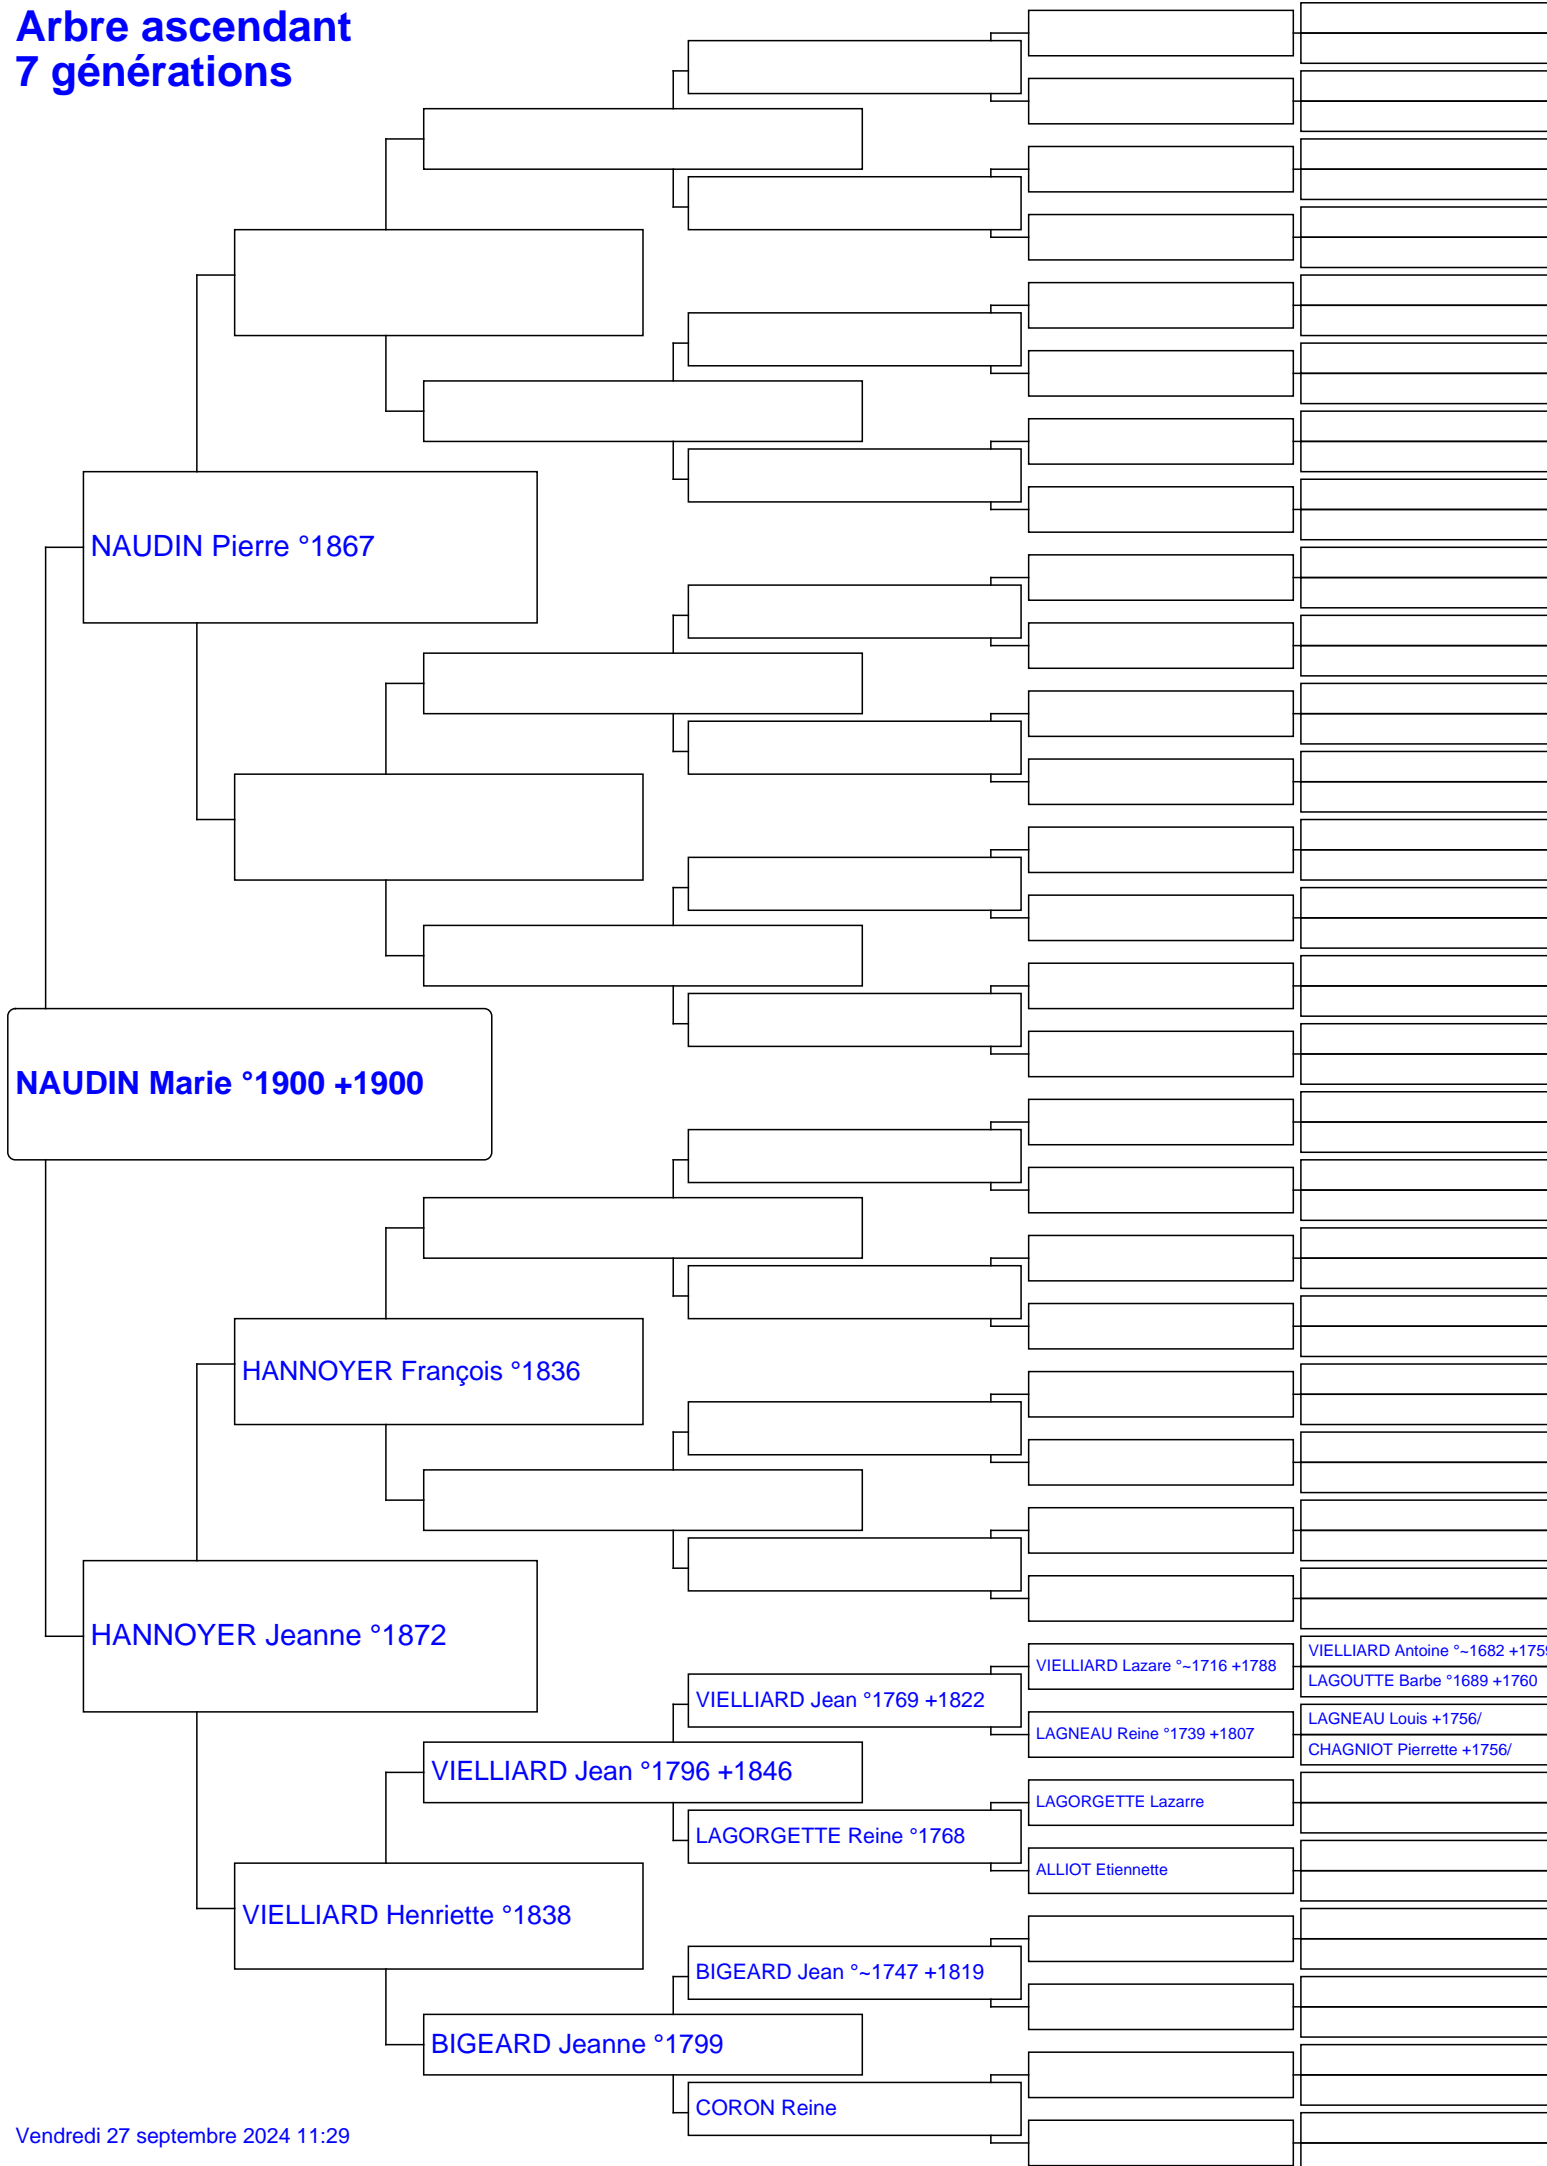 Arbre ascendant
7 générations
NAUDIN Pierre °1867
NAUDIN Marie °1900 +1900
HANNOYER François °1836
HANNOYER Jeanne °1872
VIELLIARD Lazare °~1716 +1788
VIELLIARD Antoine °~1682 +1759
LAGOUTTE Barbe °1689 +1760
VIELLIARD Jean °1769 +1822
LAGNEAU Reine °1739 +1807
LAGNEAU Louis +1756/
CHAGNIOT Pierrette +1756/
VIELLIARD Jean °1796 +1846
LAGORGETTE Lazarre
LAGORGETTE Reine °1768
ALLIOT Etiennette
VIELLIARD Henriette °1838
BIGEARD Jean °~1747 +1819
BIGEARD Jeanne °1799
CORON Reine
Vendredi 27 septembre 2024 11:29